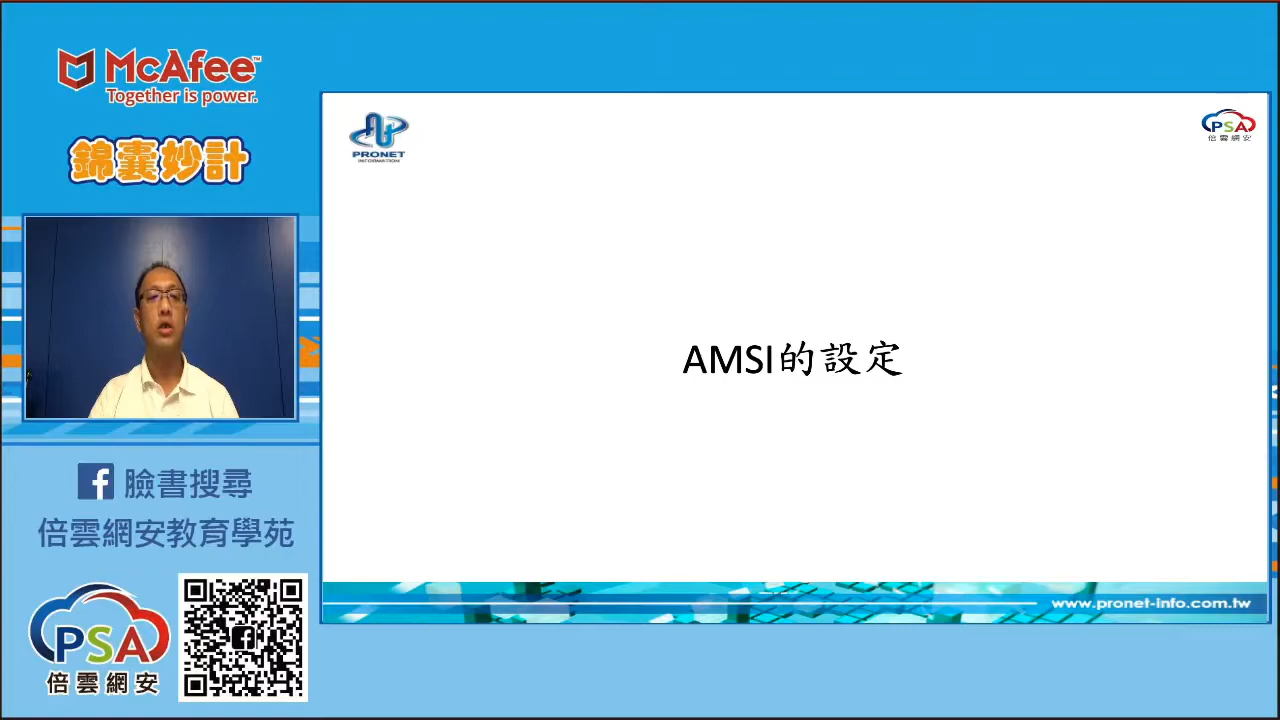 McAfee™
Together is power.
錦囊妙計
臉書搜尋
倍雲網安教育學苑
PSA
倍雲網安
PRONET
INFORMATION
PSA
倍雲網安
AMSI的設定
www.pronet-info.com.tw